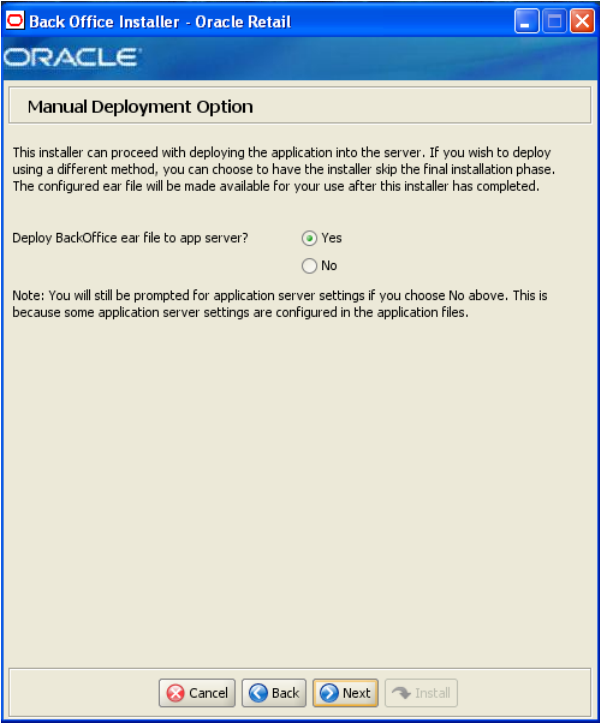 Back Office Installer - Oracle Retail
ORACLE
Manual Deployment Option
This installer can proceed with deploying the application into the server. If you wish to deploy
using a different method, you can choose to have the installer skip the final installation phase.
The configured ear file will be made available for your use after this installer has completed.
Deploy BackOffice ear file to app server? Yes
No
Note: You will still be prompted for application server settings if you choose No above. This is
because some application server settings are configured in the application files.
Cancel Back Next Install